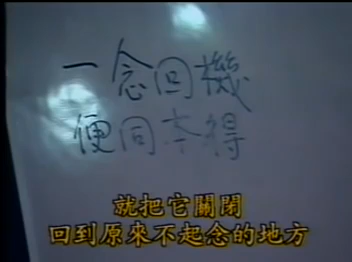 一念回機
便同本得
就把它關閉
回到原來不起念的地方